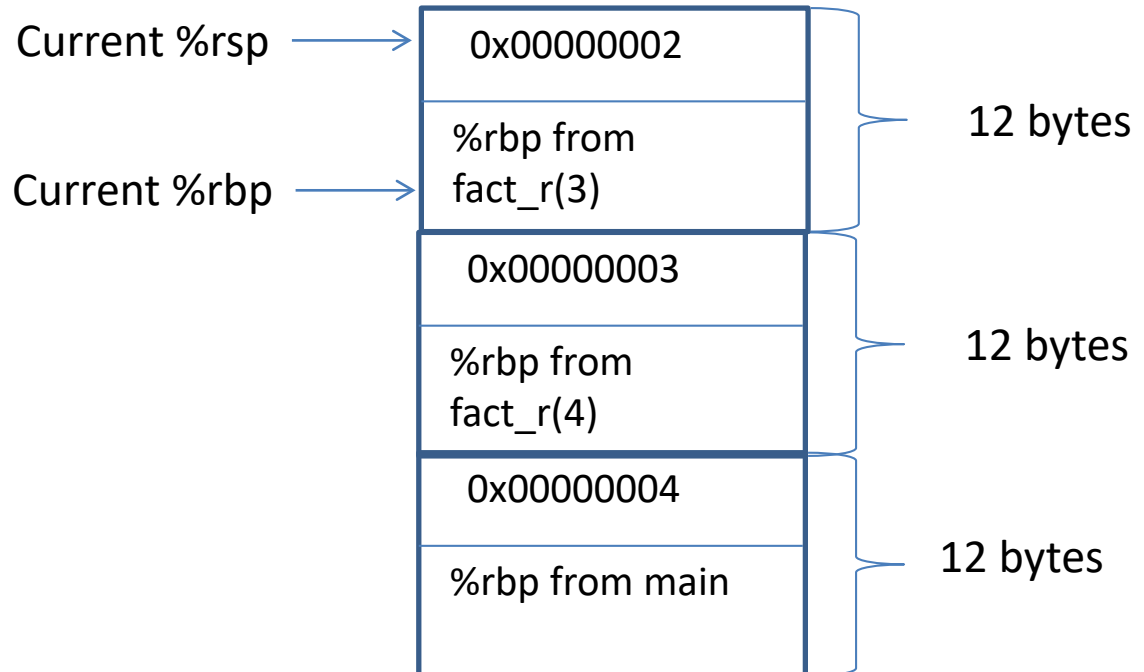 Current %rsp
0x00000002
%rbp from
fact_r(3)
12 bytes
Current %rbp
0x00000003
%rbp from
fact_r(4)
12 bytes
0x00000004
%rbp from main
12 bytes